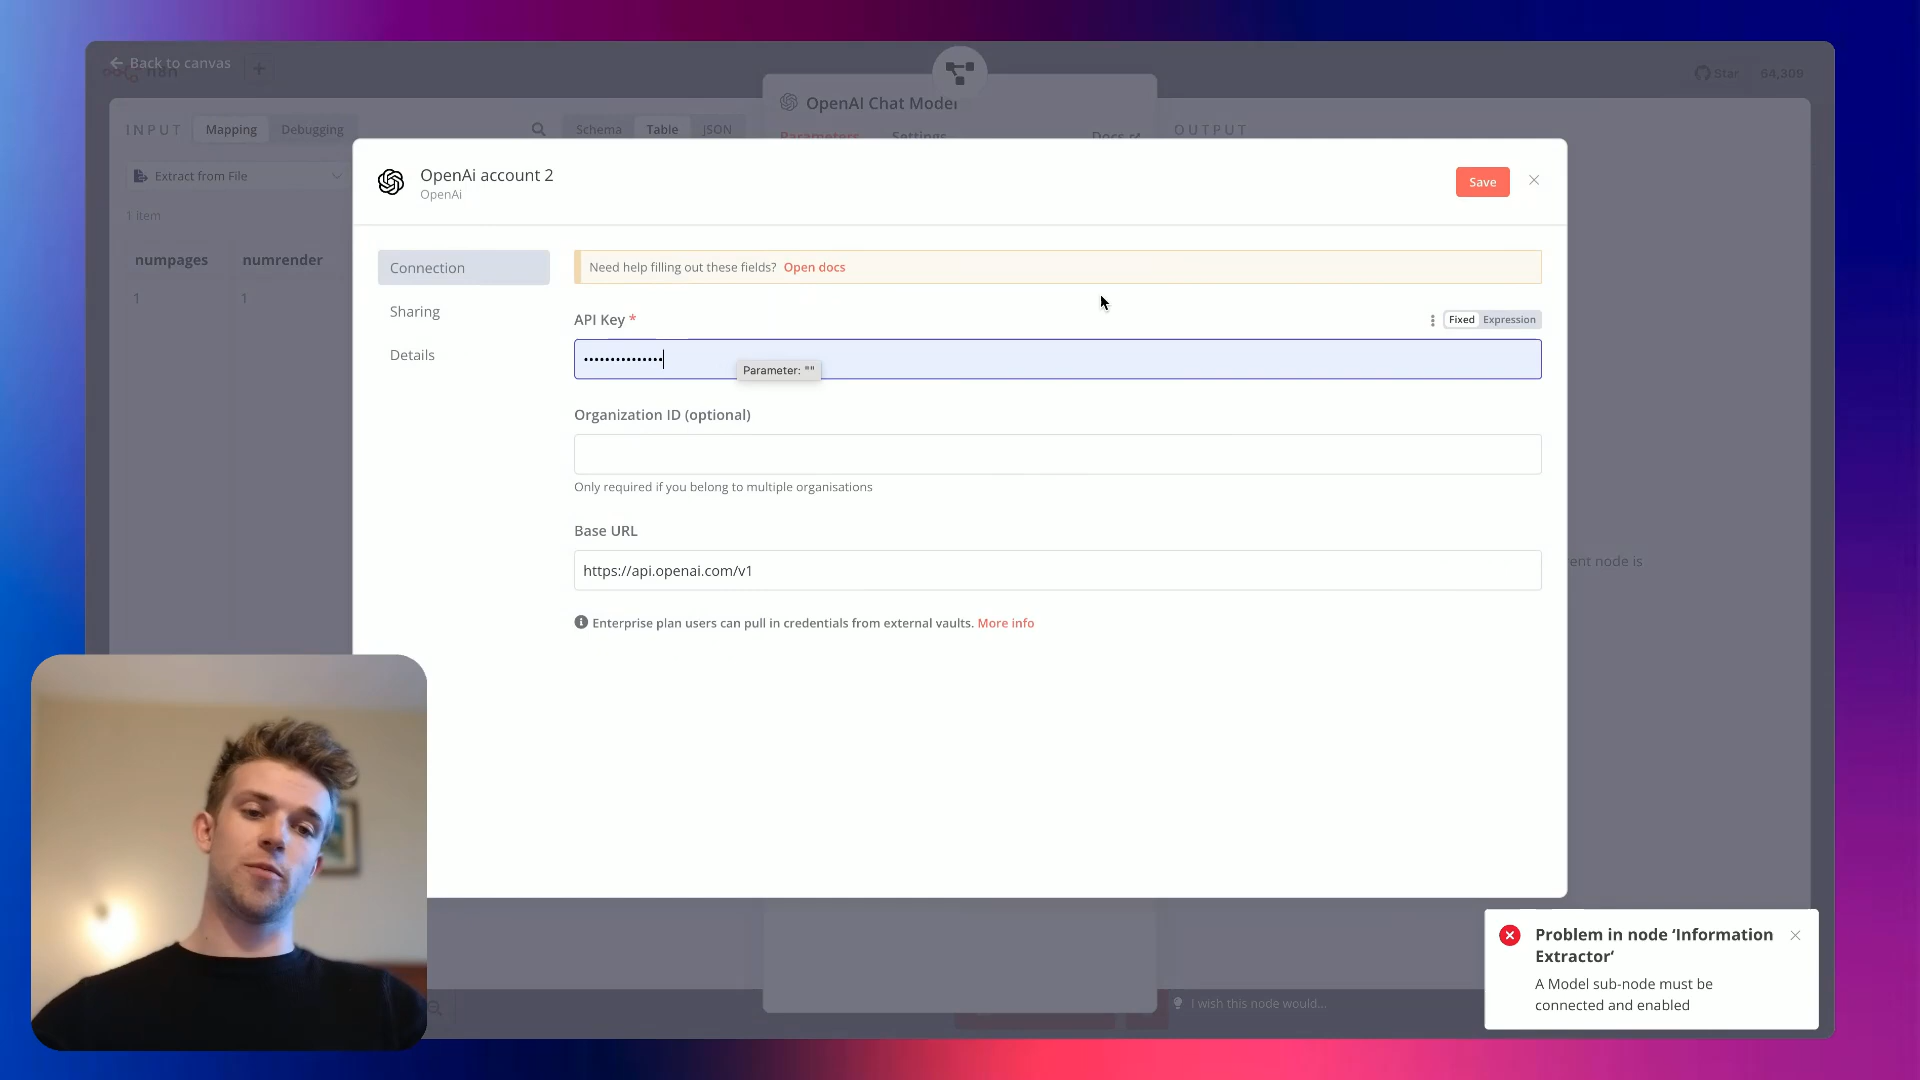 Back to canvas
n8n
Star 64,309
INPUT Mapping Debugging
Schema Table JSON
OpenAI Chat Model
Parameters Settings Docs
OUTPUT
Extract from File
1 item
numpages numrender
1 1
OpenAi account 2
OpenAi
Save
Connection
Sharing
Details
Need help filling out these fields? Open docs
API Key *
Fixed Expression
•••••••••••••••
Parameter: ""
Organization ID (optional)
Only required if you belong to multiple organisations
Base URL
https://api.openai.com/v1
Enterprise plan users can pull in credentials from external vaults. More info
ent node is
I wish this node would...
Problem in node ‘Information
Extractor‘
A Model sub-node must be
connected and enabled